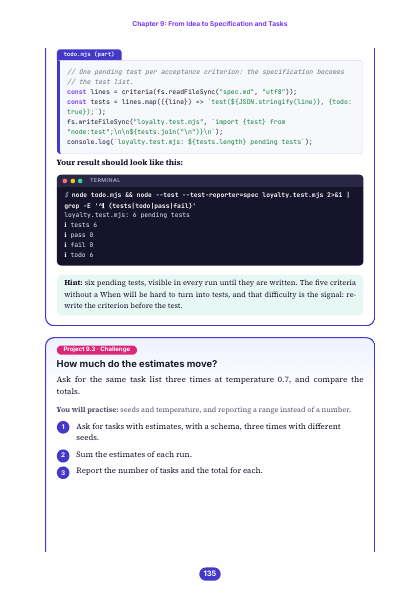 Chapter 9: From Idea to Specification and Tasks
todo.mjs (part)
// One pending test per acceptance criterion: the specification becomes
// the test list.
const lines = criteria(fs.readFileSync("spec.md", "utf8"));
const tests = lines.map(({line}) => `test(${JSON.stringify(line)}, {todo:
true});`);
fs.writeFileSync("loyalty.test.mjs", `import {test} from
"node:test";\n\n${tests.join("\n")}\n`);
console.log(`loyalty.test.mjs: ${tests.length} pending tests`);
Your result should look like this:
TERMINAL
$ node todo.mjs && node --test --test-reporter=spec loyalty.test.mjs 2>&1 |
grep -E '^ℹ (tests|todo|pass|fail)'
loyalty.test.mjs: 6 pending tests
ℹ tests 6
ℹ pass 0
ℹ fail 0
ℹ todo 6
Hint: six pending tests, visible in every run until they are written. The five criteria
without a When will be hard to turn into tests, and that difficulty is the signal: re-
write the criterion before the test.
Project 9.3 · Challenge
How much do the estimates move?
Ask for the same task list three times at temperature 0.7, and compare the
totals.
You will practise: seeds and temperature, and reporting a range instead of a number.
1 Ask for tasks with estimates, with a schema, three times with different
seeds.
2 Sum the estimates of each run.
3 Report the number of tasks and the total for each.
135